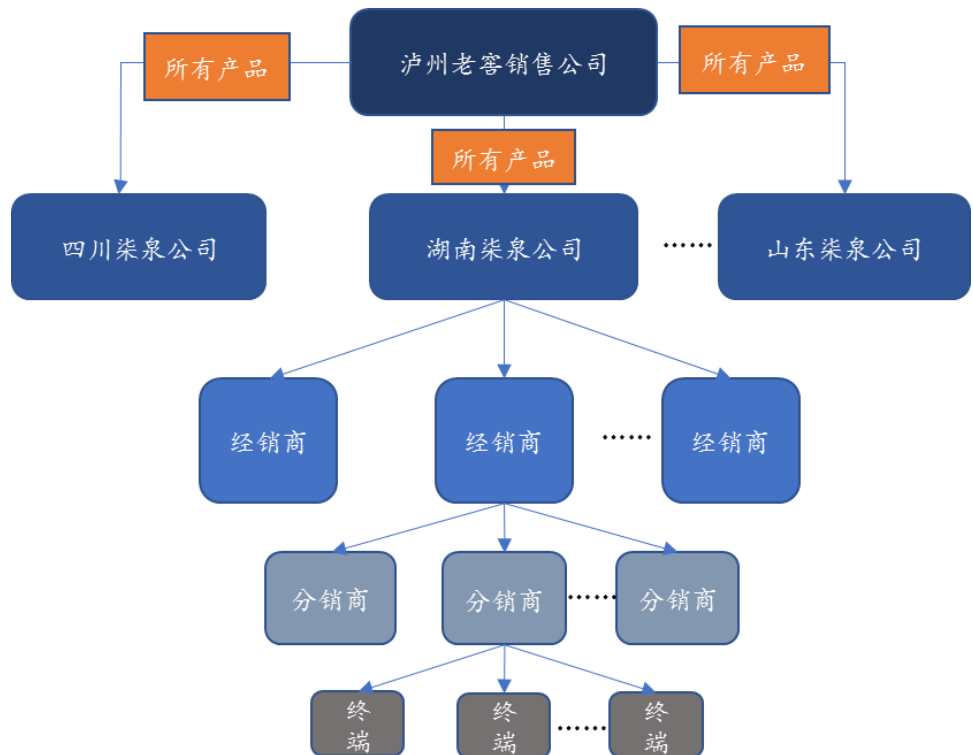 泸州老窖销售公司
所有产品
所有产品
所有产品
四川柒泉公司
湖南柒泉公司
……
山东柒泉公司
经销商
经销商
……
经销商
分销商
分销商
……
分销商
终端
终端
……
终端